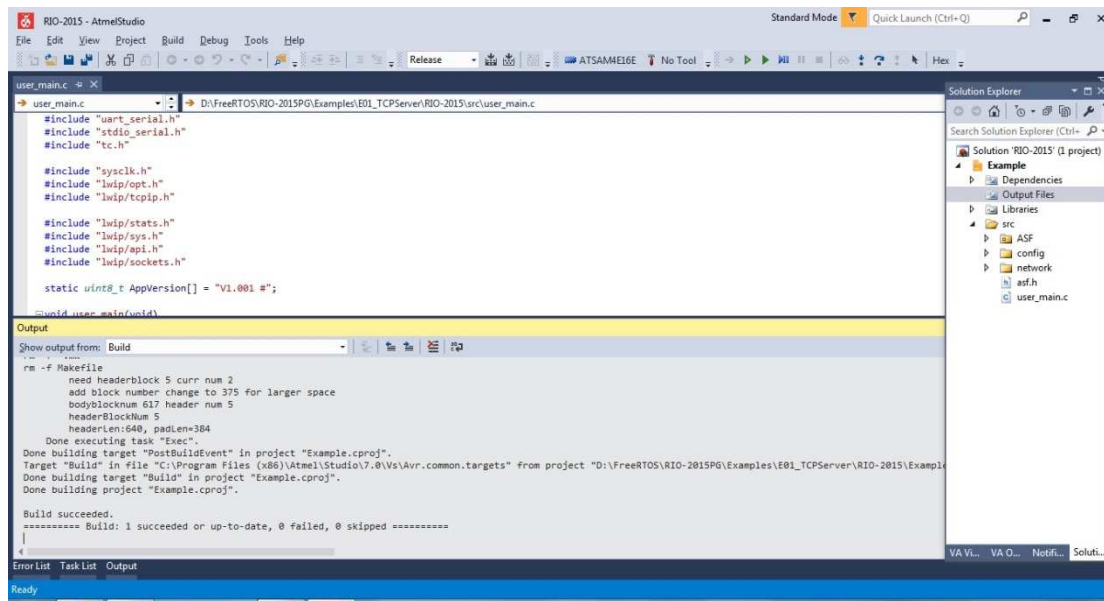 RIO-2015 - AtmelStudio
Standard Mode
Quick Launch (Ctrl+Q)
File Edit View Project Build Debug Tools Help
Release
ATSAM4E16E
No Tool
Hex
user_main.c
user_main.c
D:\FreeRTOS\RIO-2015PG\Examples\E01_TCPServer\RIO-2015\src\user_main.c
#include "uart_serial.h"
#include "stdio_serial.h"
#include "tc.h"
#include "sysclk.h"
#include "lwip/opt.h"
#include "lwip/tcpip.h"
#include "lwip/stats.h"
#include "lwip/sys.h"
#include "lwip/api.h"
#include "lwip/sockets.h"
static uint8_t AppVersion[] = "V1.001 #";
void user_main(void)
Output
Show output from: Build
rm -f Makefile
need headerblock 5 curr num 2
add block number change to 375 for larger space
bodyblocknum 617 header num 5
headerBlockNum 5
headerLen:640, padLen=384
Done executing task "Exec".
Done building target "PostBuildEvent" in project "Example.cproj".
Target "Build" in file "C:\Program Files (x86)\Atmel\Studio\7.0\Vs\Avr.common.targets" from project "D:\FreeRTOS\RIO-2015PG\Examples\E01_TCPServer\RIO-2015\Exampl
Done building target "Build" in project "Example.cproj".
Done building project "Example.cproj".
Build succeeded.
========== Build: 1 succeeded or up-to-date, 0 failed, 0 skipped ==========
Error List Task List Output
Ready
Solution Explorer
Search Solution Explorer (Ctrl+
Solution 'RIO-2015' (1 project)
Example
Dependencies
Output Files
Libraries
src
ASF
config
network
asf.h
user_main.c
VA Vi... VA O... Notifi... Soluti...